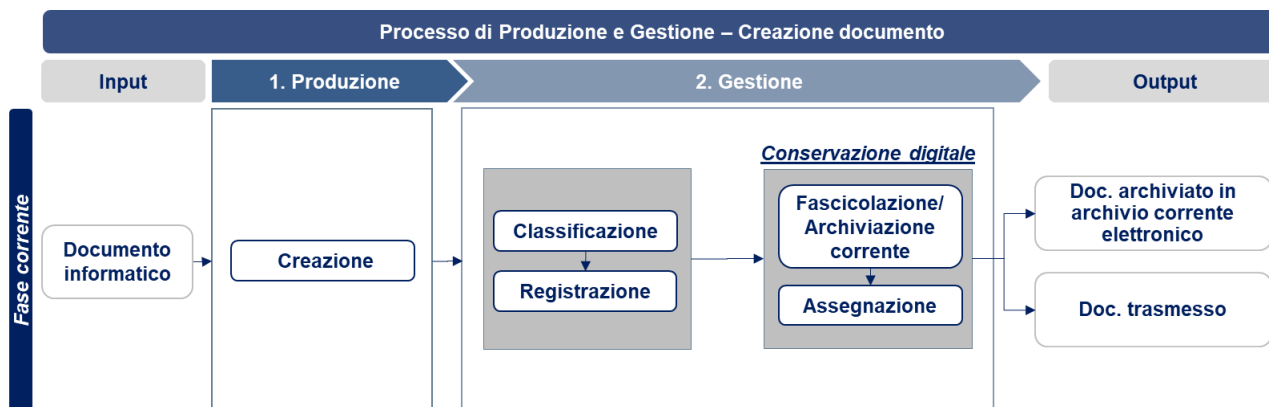 Processo di Produzione e Gestione – Creazione documento
Input
1. Produzione
2. Gestione
Output
Fase corrente
Documento
informatico
Creazione
Classificazione
Registrazione
Conservazione digitale
Fascicolazione/
Archiviazione
corrente
Assegnazione
Doc. archiviato in
archivio corrente
elettronico
Doc. trasmesso